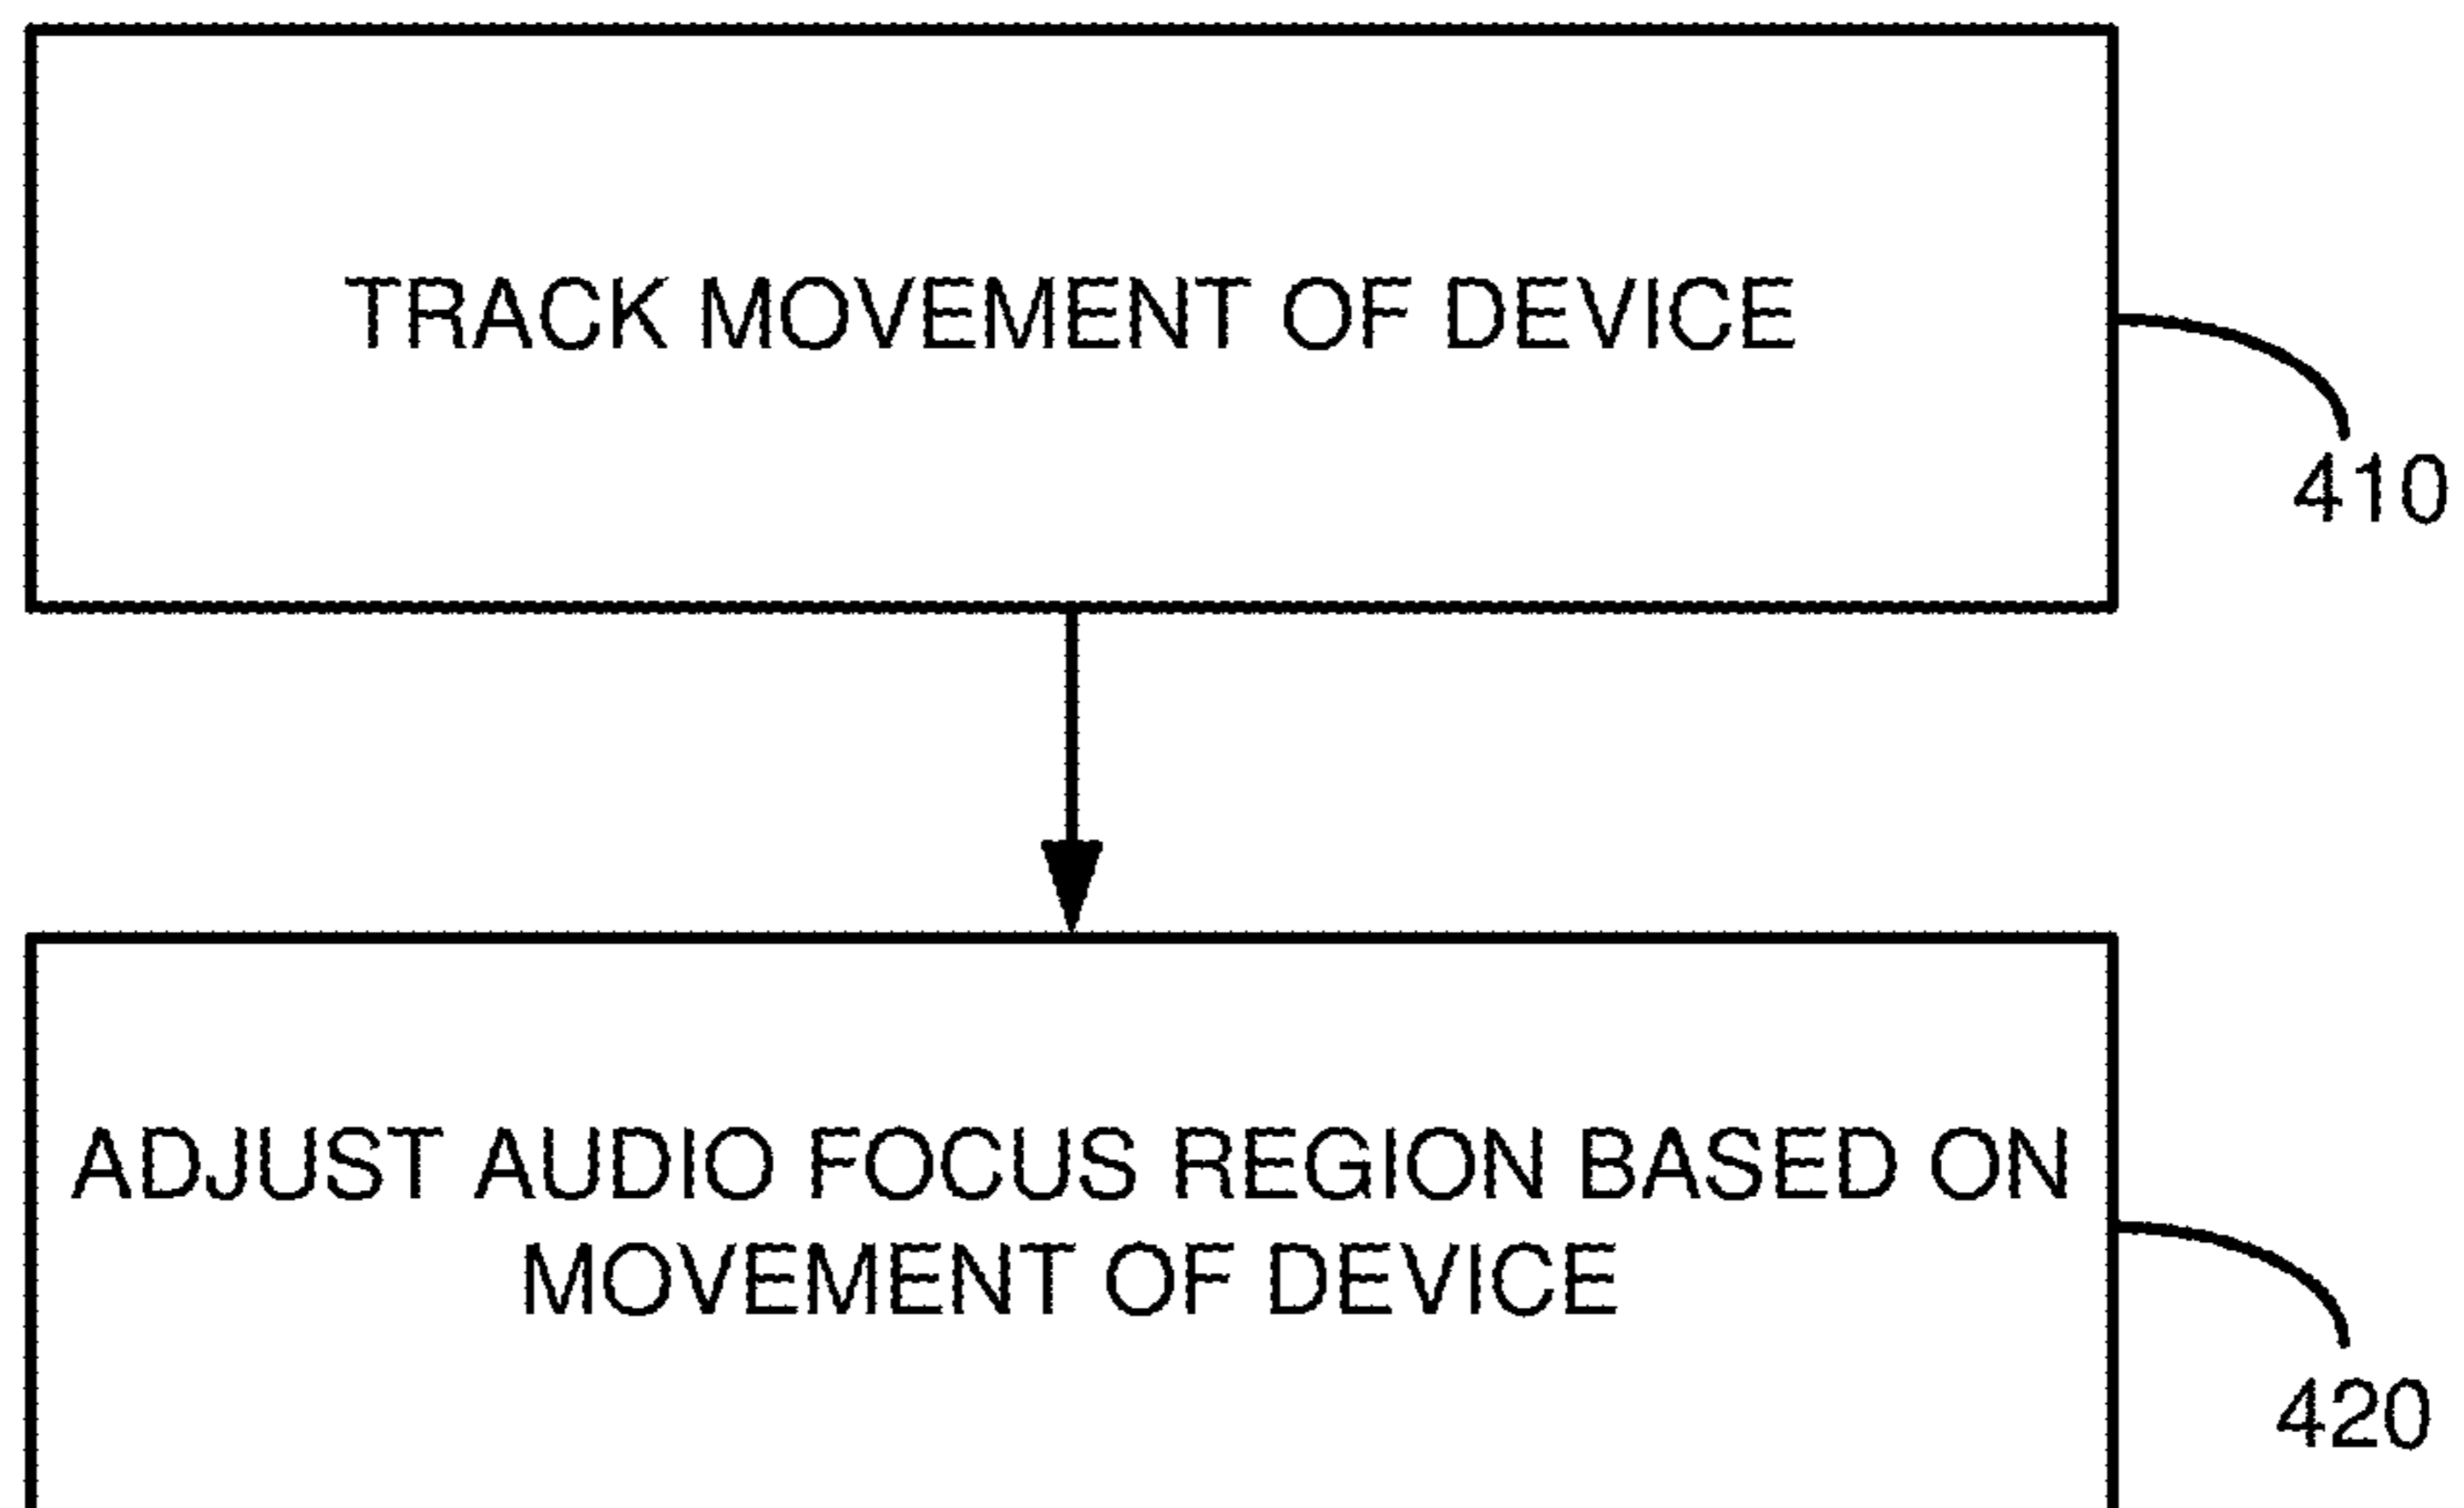 TRACK MOVEMENT OF DEVICE
410
ADJUST AUDIO FOCUS REGION BASED ON
MOVEMENT OF DEVICE
420